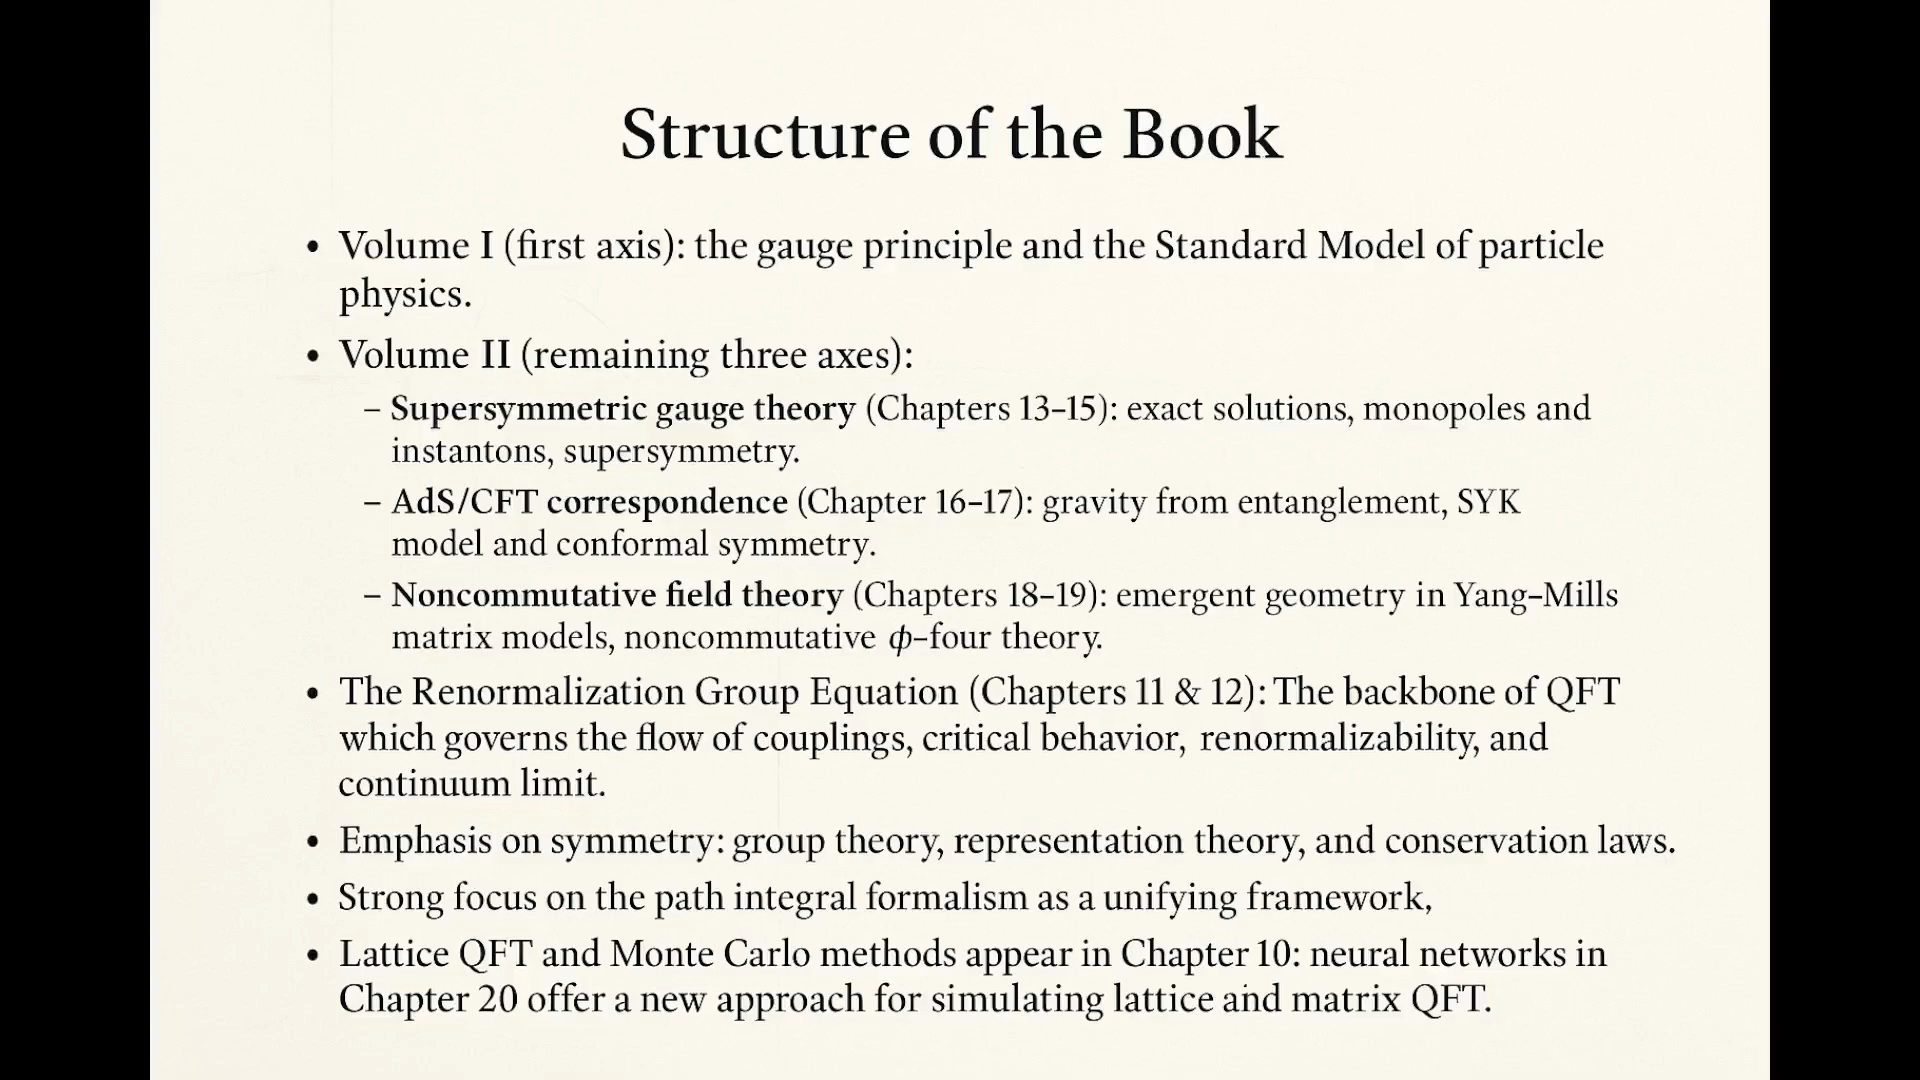 Structure of the Book
• Volume I (first axis): the gauge principle and the Standard Model of particle
physics.
• Volume II (remaining three axes):
– Supersymmetric gauge theory (Chapters 13–15): exact solutions, monopoles and
instantons, supersymmetry.
– AdS/CFT correspondence (Chapter 16–17): gravity from entanglement, SYK
model and conformal symmetry.
– Noncommutative field theory (Chapters 18–19): emergent geometry in Yang–Mills
matrix models, noncommutative ϕ–four theory.
• The Renormalization Group Equation (Chapters 11 & 12): The backbone of QFT
which governs the flow of couplings, critical behavior, renormalizability, and
continuum limit.
• Emphasis on symmetry: group theory, representation theory, and conservation laws.
• Strong focus on the path integral formalism as a unifying framework,
• Lattice QFT and Monte Carlo methods appear in Chapter 10: neural networks in
Chapter 20 offer a new approach for simulating lattice and matrix QFT.